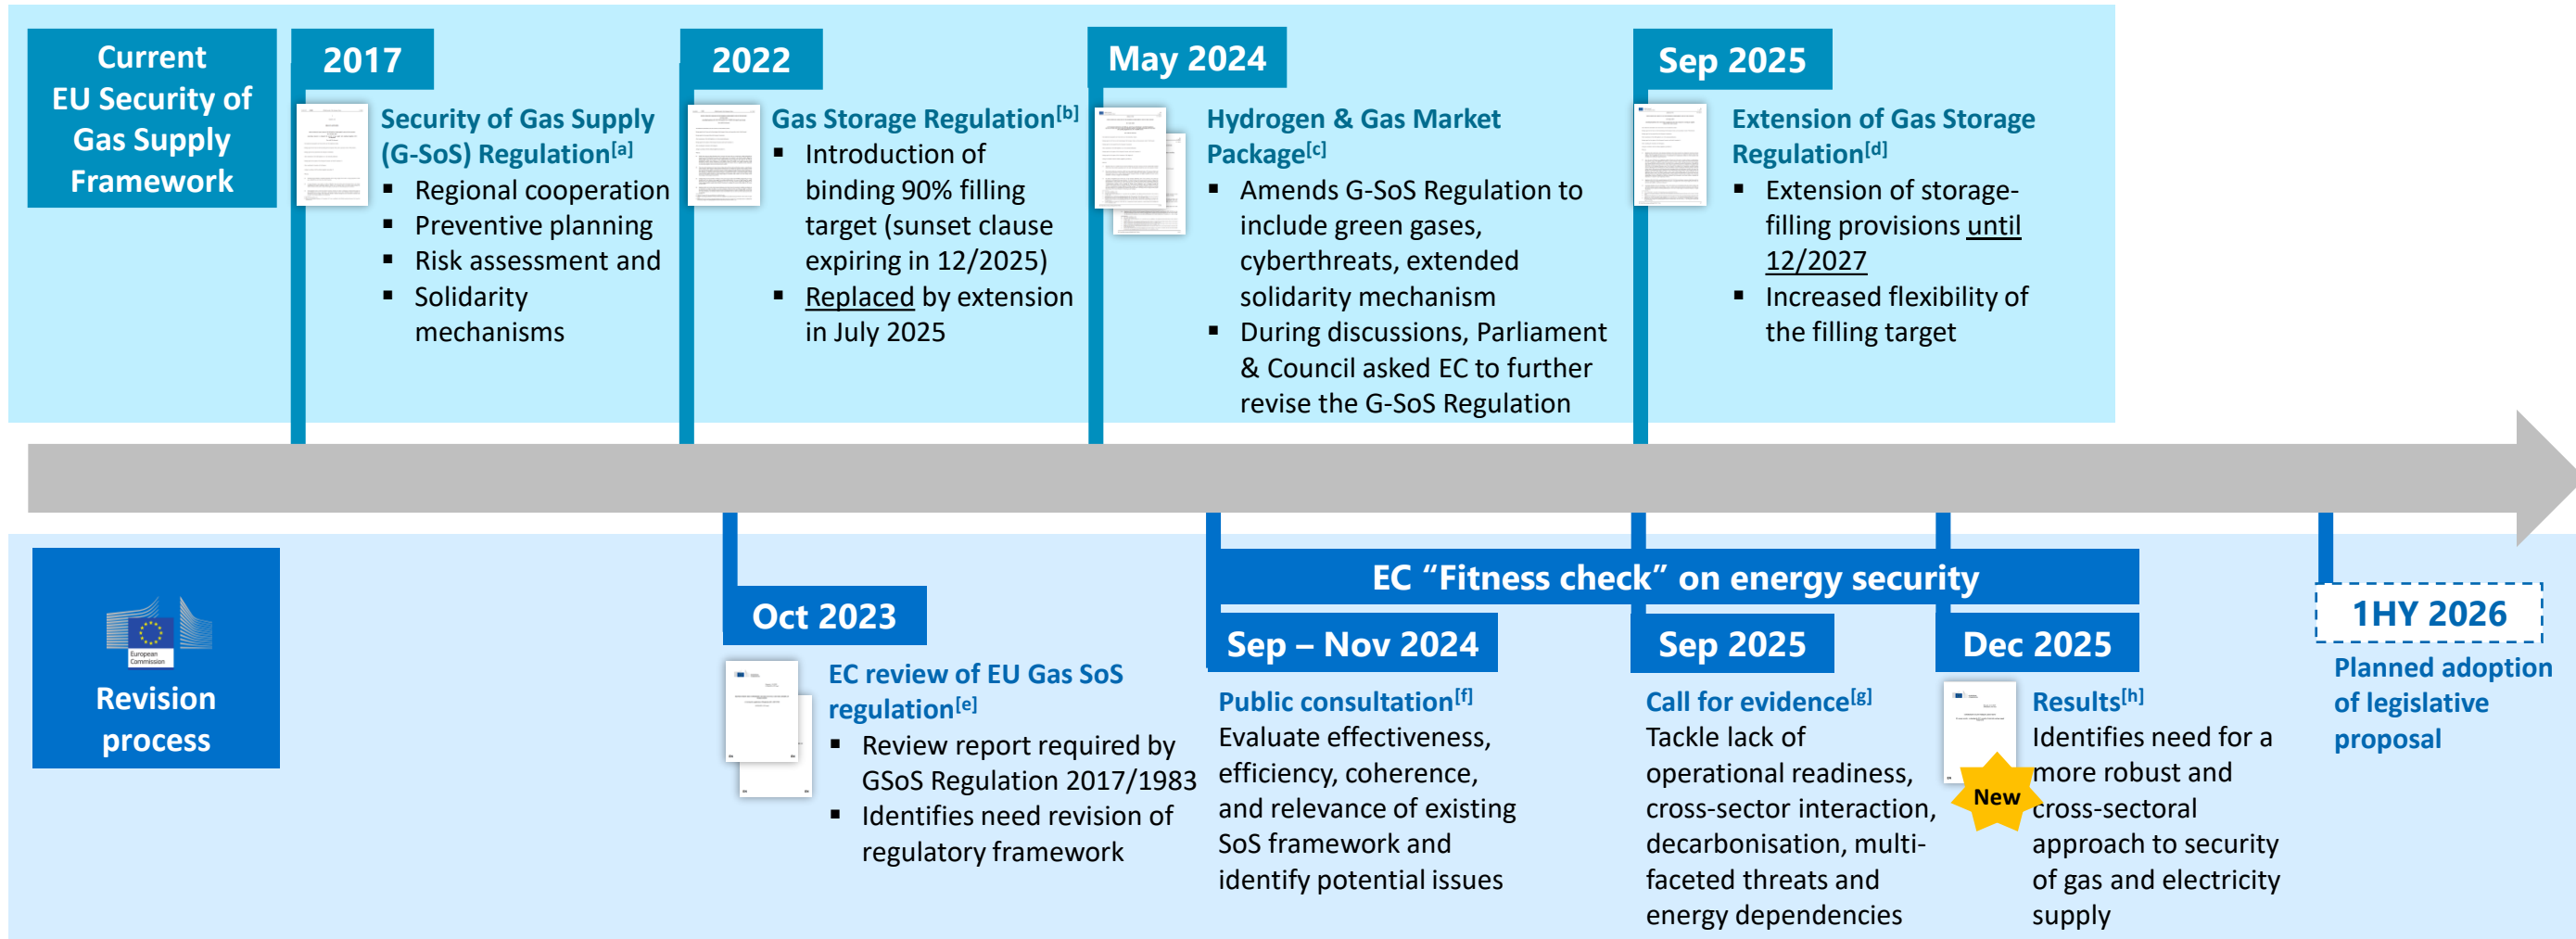 Current
EU Security of
Gas Supply
Framework
2017
Security of Gas Supply
(G-SoS) Regulation[a]
▪ Regional cooperation
▪ Preventive planning
▪ Risk assessment and
▪ Solidarity
mechanisms
2022
Gas Storage Regulation[b]
▪ Introduction of
binding 90% filling
target (sunset clause
expiring in 12/2025)
▪ Replaced by extension
in July 2025
May 2024
Hydrogen & Gas Market
Package[c]
▪ Amends G-SoS Regulation to
include green gases,
cyberthreats, extended
solidarity mechanism
▪ During discussions, Parliament
& Council asked EC to further
revise the G-SoS Regulation
Sep 2025
Extension of Gas Storage
Regulation[d]
▪ Extension of storage-
filling provisions until
12/2027
▪ Increased flexibility of
the filling target
European
Commission
Revision
process
Oct 2023
EC review of EU Gas SoS
regulation[e]
▪ Review report required by
GSoS Regulation 2017/1983
▪ Identifies need revision of
regulatory framework
EC “Fitness check” on energy security
Sep – Nov 2024
Public consultation[f]
Evaluate effectiveness,
efficiency, coherence,
and relevance of existing
SoS framework and
identify potential issues
Sep 2025
Call for evidence[g]
Tackle lack of
operational readiness,
cross-sector interaction,
decarbonisation, multi-
faceted threats and
energy dependencies
Dec 2025
New
Results[h]
Identifies need for a
more robust and
cross-sectoral
approach to security
of gas and electricity
supply
1HY 2026
Planned adoption
of legislative
proposal